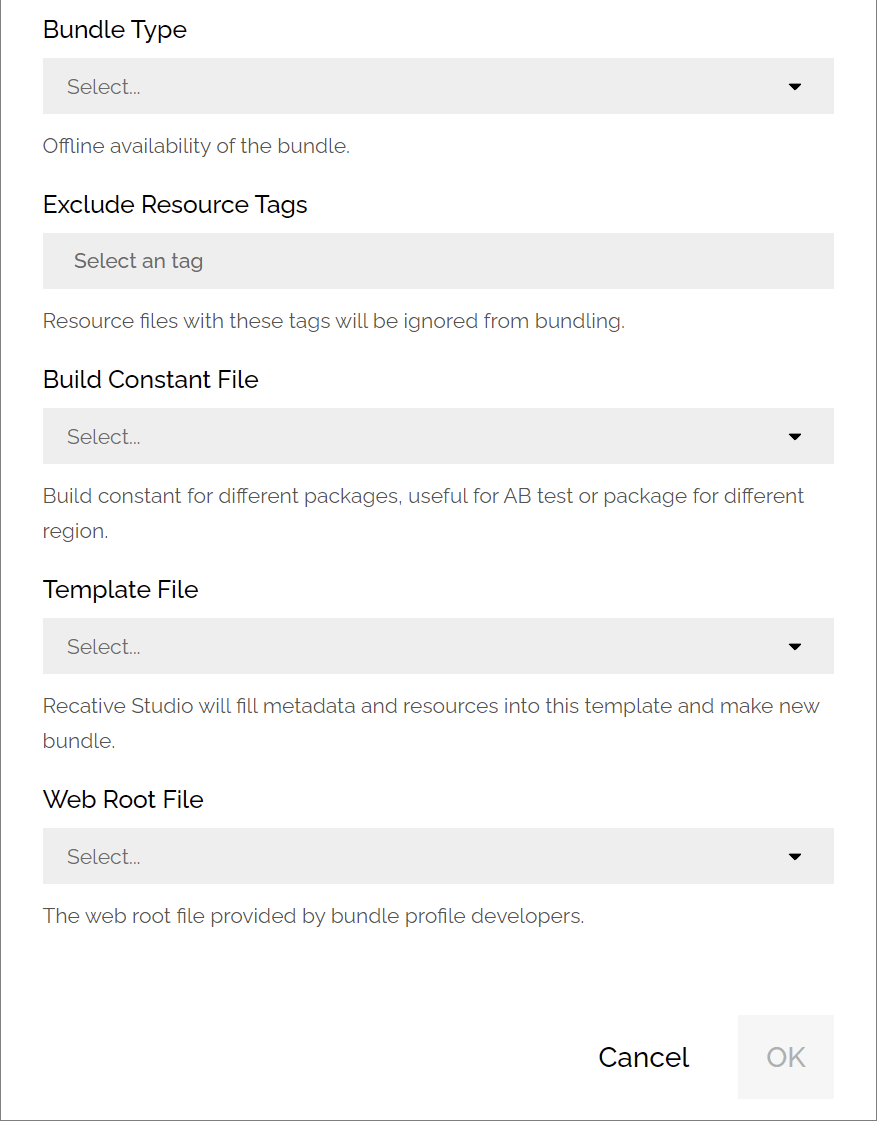 Bundle Type
Select...
Offline availability of the bundle.
Exclude Resource Tags
Select an tag
Resource files with these tags will be ignored from bundling.
Build Constant File
Select...
Build constant for different packages, useful for AB test or package for different
region.
Template File
Select...
Recative Studio will fill metadata and resources into this template and make new
bundle.
Web Root File
Select...
The web root file provided by bundle profile developers.
Cancel
OK